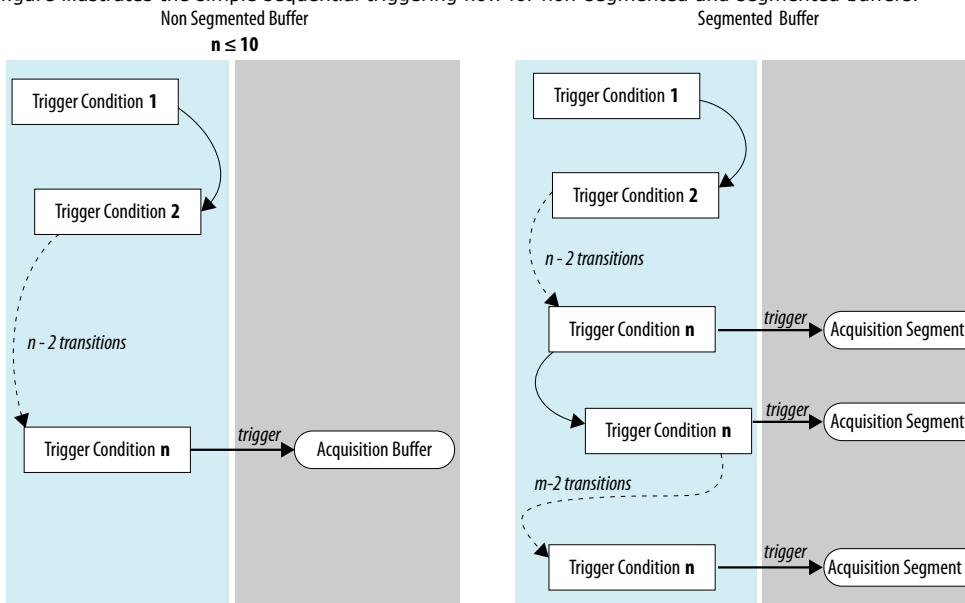 figure illustrates the simple sequential triggering flow for non-segmented and segmented buffers.
Non Segmented Buffer
n ≤ 10
Trigger Condition 1
Trigger Condition 2
n - 2 transitions
Trigger Condition n
trigger
Acquisition Buffer
Segmented Buffer
Trigger Condition 1
Trigger Condition 2
n - 2 transitions
Trigger Condition n
trigger
Acquisition Segment
Trigger Condition n
trigger
Acquisition Segment
m-2 transitions
Trigger Condition n
trigger
Acquisition Segment